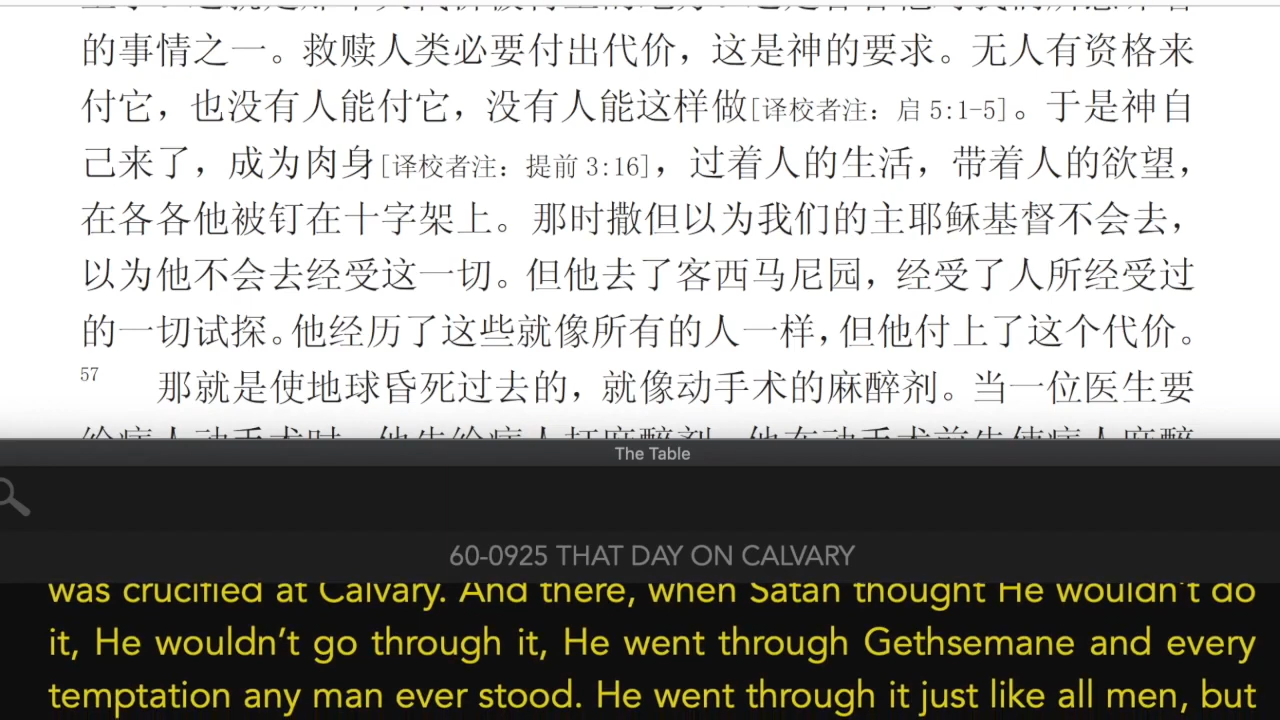 的事情之一。救赎人类必要付出代价，这是神的要求。无人有资格来
付它，也没有人能付它，没有人能这样做[译校者注：启 5:1-5]。于是神自
己来了，成为肉身[译校者注：提前 3:16]，过着人的生活，带着人的欲望，
在各各他被钉在十字架上。那时撒但以为我们的主耶稣基督不会去，
以为他不会去经受这一切。但他去了客西马尼园，经受了人所经受过
的一切试探。他经历了这些就像所有的人一样，但他付上了这个代价。
57 那就是使地球昏死过去的，就像动手术的麻醉剂。当一位医生要
The Table
60-0925 THAT DAY ON CALVARY
was crucified at Calvary. And there, when Satan thought He wouldn't do
it, He wouldn’t go through it, He went through Gethsemane and every
temptation any man ever stood. He went through it just like all men, but